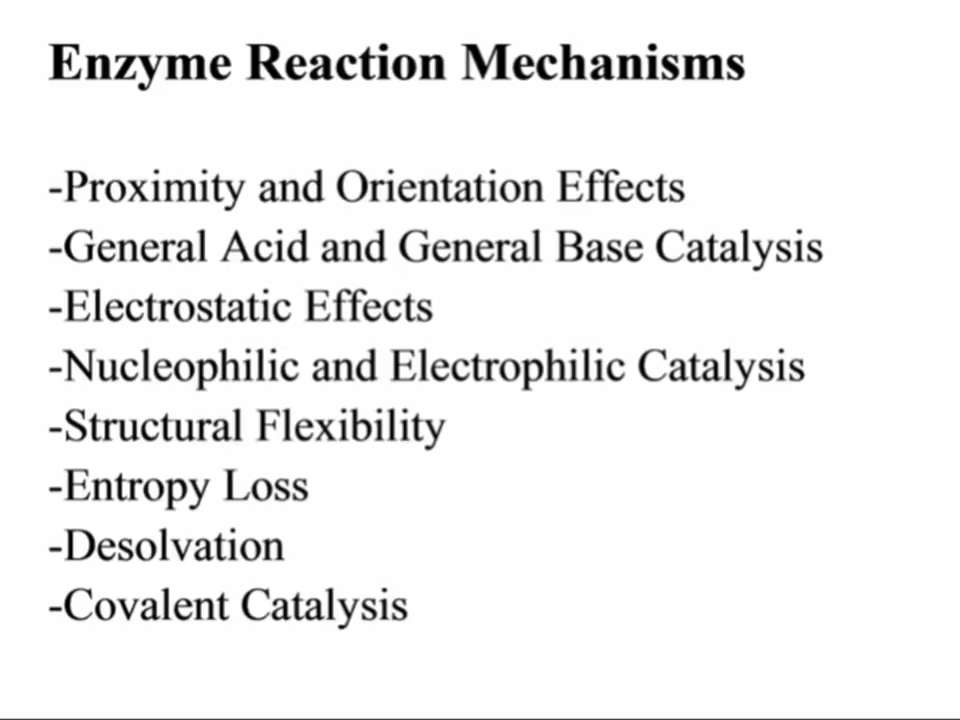 Enzyme Reaction Mechanisms
-Proximity and Orientation Effects
-General Acid and General Base Catalysis
-Electrostatic Effects
-Nucleophilic and Electrophilic Catalysis
-Structural Flexibility
-Entropy Loss
-Desolvation
-Covalent Catalysis